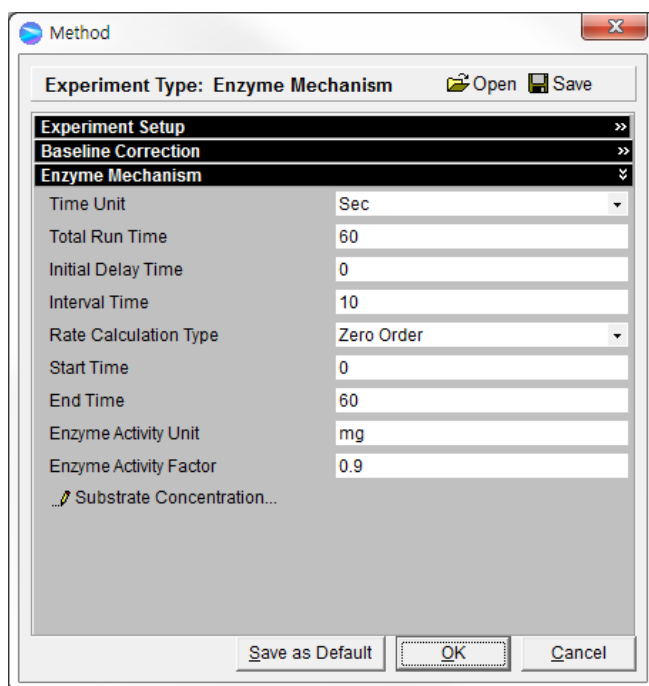 Method
Experiment Type: Enzyme Mechanism Open Save
Experiment Setup
Baseline Correction
Enzyme Mechanism
Time Unit Sec
Total Run Time 60
Initial Delay Time 0
Interval Time 10
Rate Calculation Type Zero Order
Start Time 0
End Time 60
Enzyme Activity Unit mg
Enzyme Activity Factor 0.9
Substrate Concentration...
Save as Default OK Cancel